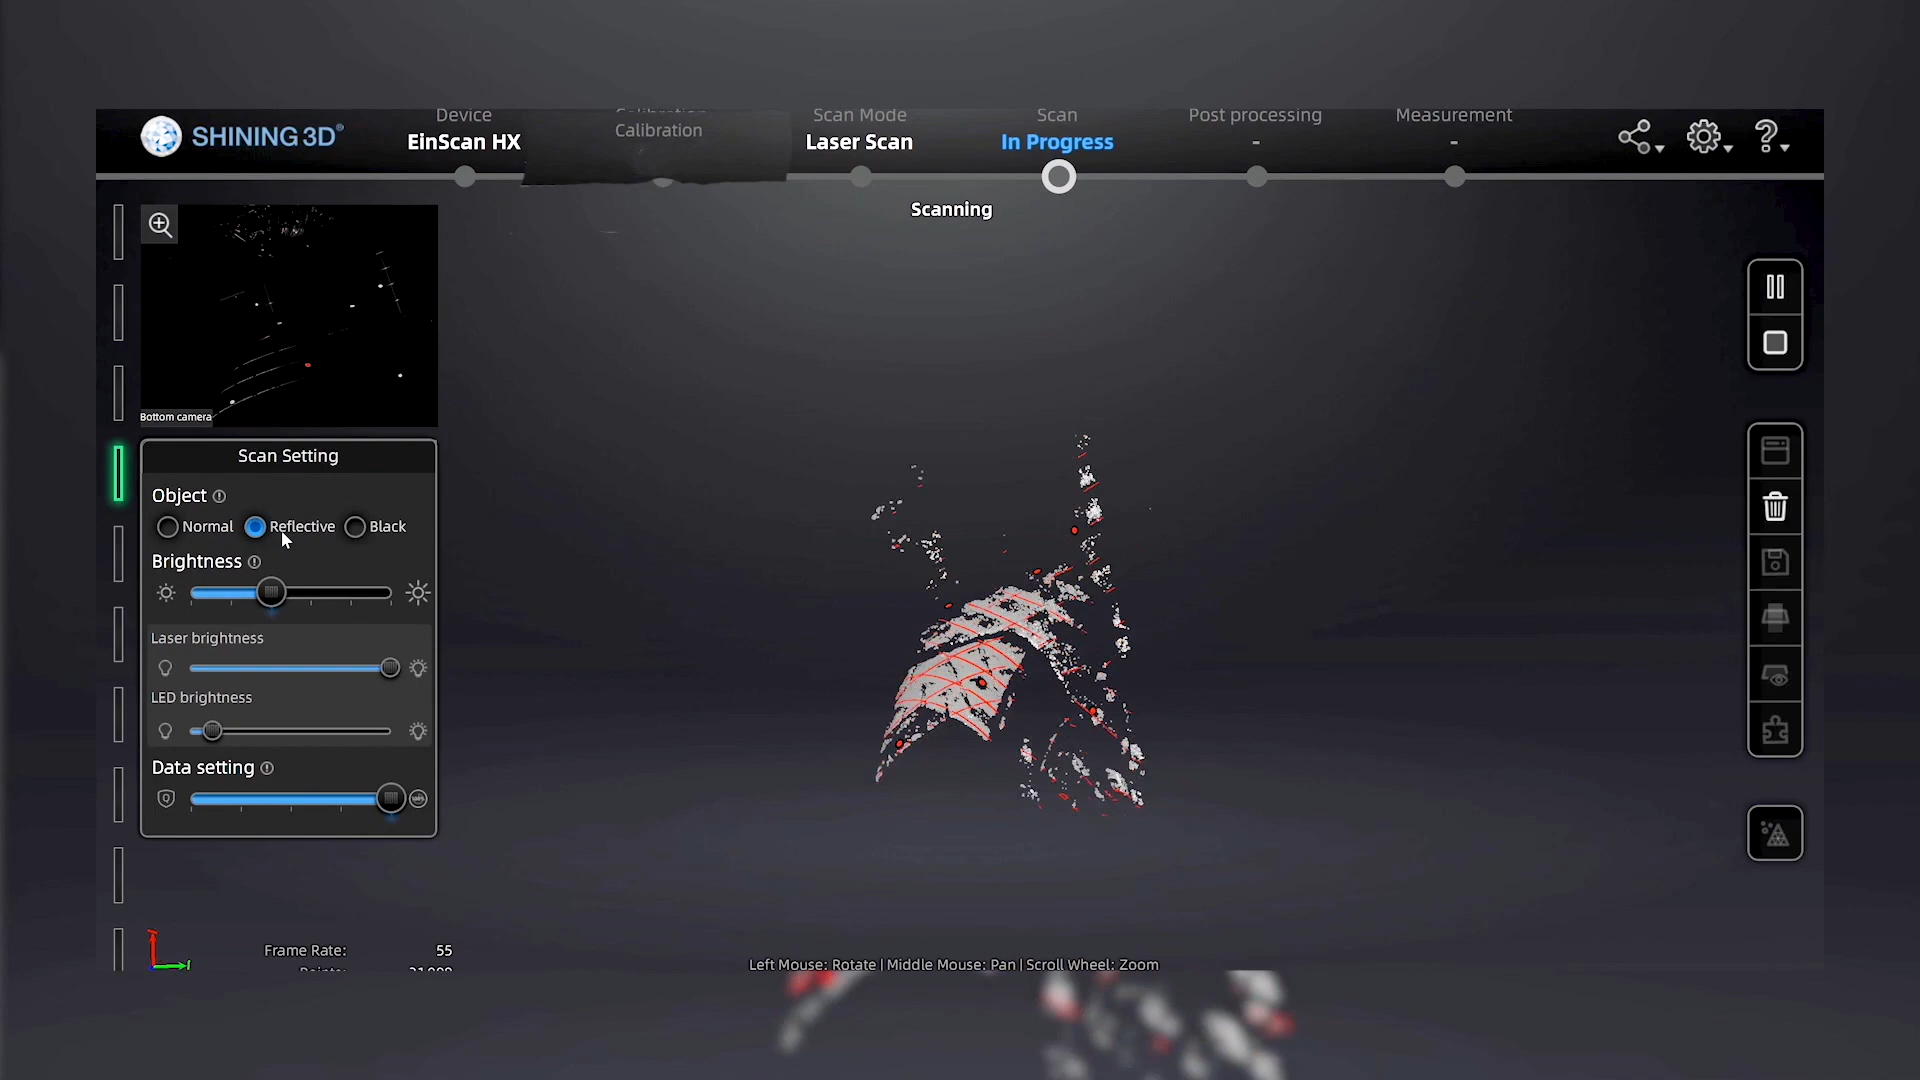 SHINING 3D®
Device
EinScan HX
Calibration
Scan Mode
Laser Scan
Scan
In Progress
Post processing
-
Measurement
-
Scanning
Bottom camera
Scan Setting
Object
Normal
Reflective
Black
Brightness
Laser brightness
LED brightness
Data setting
Frame Rate: 55
Left Mouse: Rotate | Middle Mouse: Pan | Scroll Wheel: Zoom